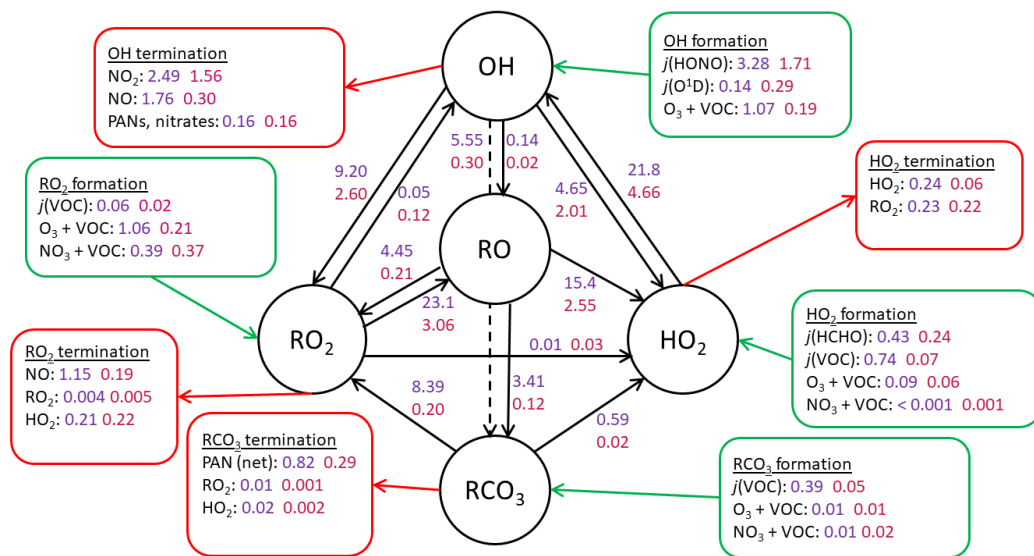 OH termination
NO₂: 2.49 1.56
NO: 1.76 0.30
PANs, nitrates: 0.16 0.16
OH
OH formation
j(HONO): 3.28 1.71
j(O¹D): 0.14 0.29
O₃ + VOC: 1.07 0.19
RO₂ formation
j(VOC): 0.06 0.02
O₃ + VOC: 1.06 0.21
NO₃ + VOC: 0.39 0.37
9.20
2.60
0.05
0.12
5.55
0.30
0.14
0.02
4.65
2.01
21.8
4.66
HO₂ termination
HO₂: 0.24 0.06
RO₂: 0.23 0.22
RO
4.45
0.21
23.1
3.06
15.4
2.55
RO₂
HO₂
0.01 0.03
HO₂ formation
j(HCHO): 0.43 0.24
j(VOC): 0.74 0.07
O₃ + VOC: 0.09 0.06
NO₃ + VOC: < 0.001 0.001
RO₂ termination
NO: 1.15 0.19
RO₂: 0.004 0.005
HO₂: 0.21 0.22
8.39
0.20
3.41
0.12
0.59
0.02
RCO₃ termination
PAN (net): 0.82 0.29
RO₂: 0.01 0.001
HO₂: 0.02 0.002
RCO₃
RCO₃ formation
j(VOC): 0.39 0.05
O₃ + VOC: 0.01 0.01
NO₃ + VOC: 0.01 0.02